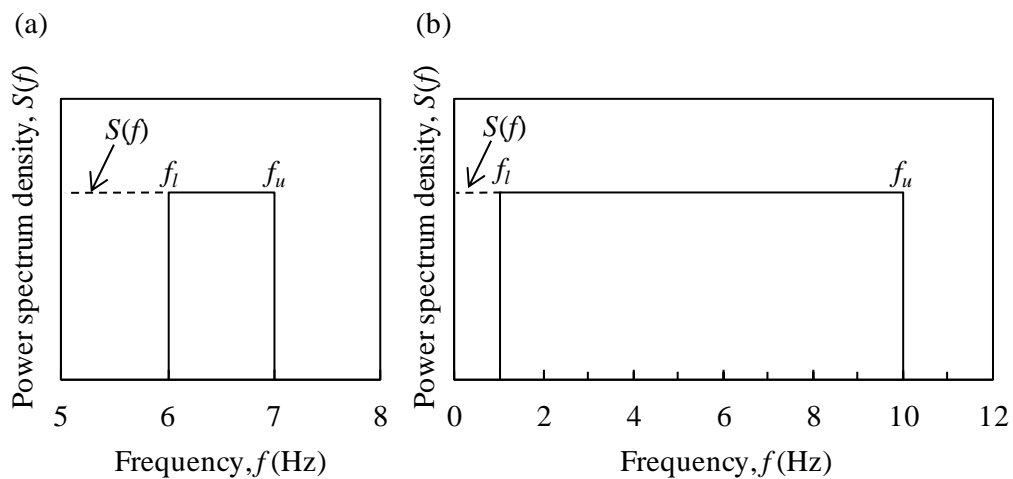 (a)
Power spectrum density, S(f)
S(f)
f_l
f_u
5 6 7 8
Frequency, f (Hz)
(b)
Power spectrum density, S(f)
S(f)
f_l
f_u
0 2 4 6 8 10 12
Frequency, f (Hz)